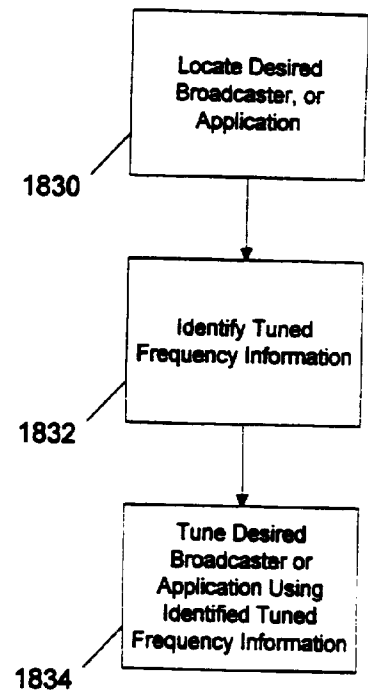 Locate Desired
Broadcaster, or
Application
1830
Identify Tuned
Frequency Information
1832
Tune Desired
Broadcaster or
Application Using
Identified Tuned
Frequency Information
1834